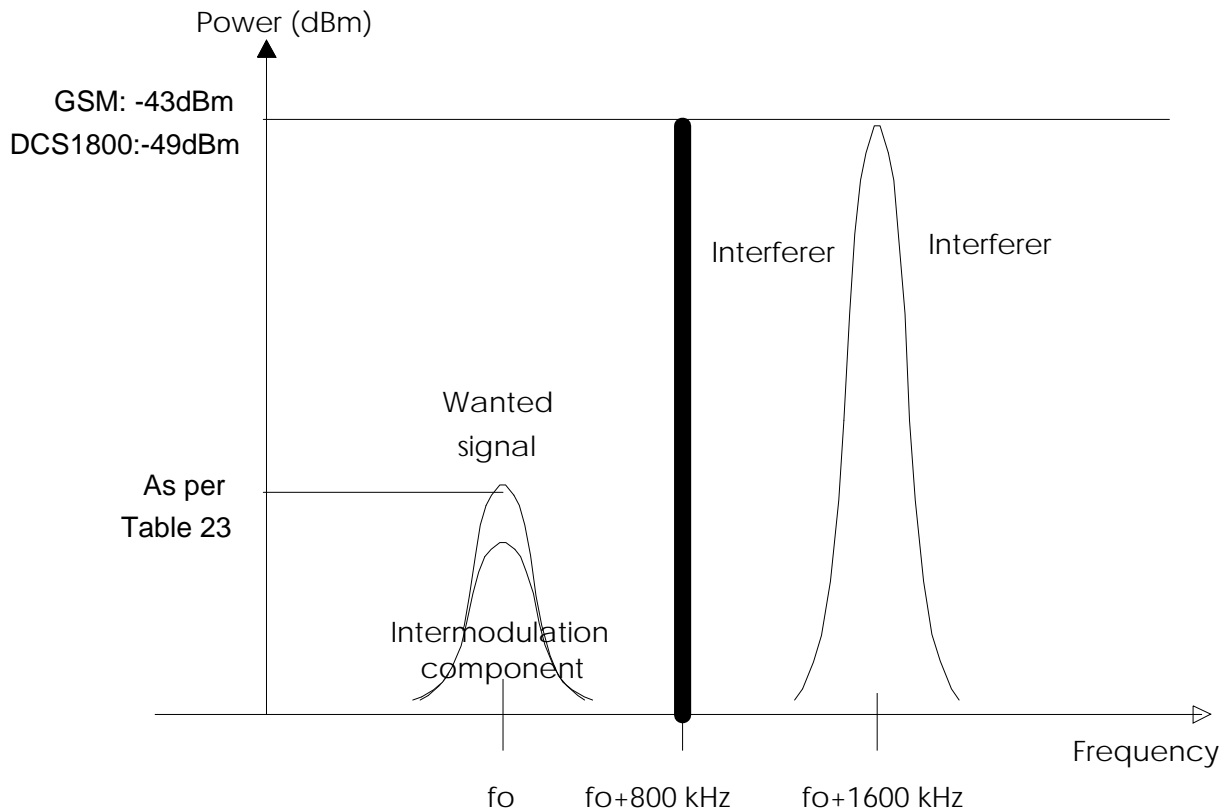 Power (dBm)
GSM: -43dBm
DCS1800:-49dBm
Interferer
Interferer
Wanted
signal
As per
Table 23
Intermodulation
component
Frequency
fo
fo+800 kHz
fo+1600 kHz